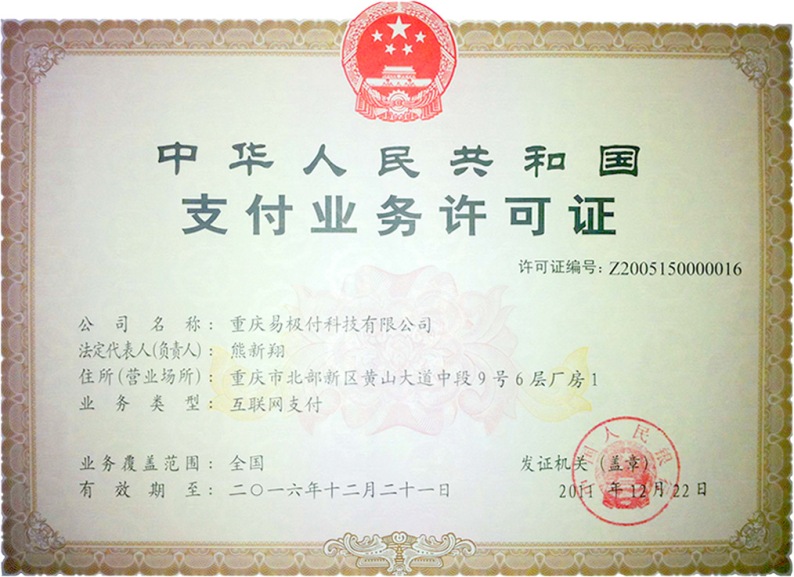 中华人民共和国
支付业务许可证
许可证编号：Z2005150000016
公司名称：重庆易极付科技有限公司
法定代表人(负责人)：熊新翔
住所(营业场所)：重庆市北部新区黄山大道中段9号6层厂房1
业务类型：互联网支付
业务覆盖范围：全国
有效期至：二〇一六年十二月二十一日
发证机关（盖章）
2011年12月22日
中国人民银行